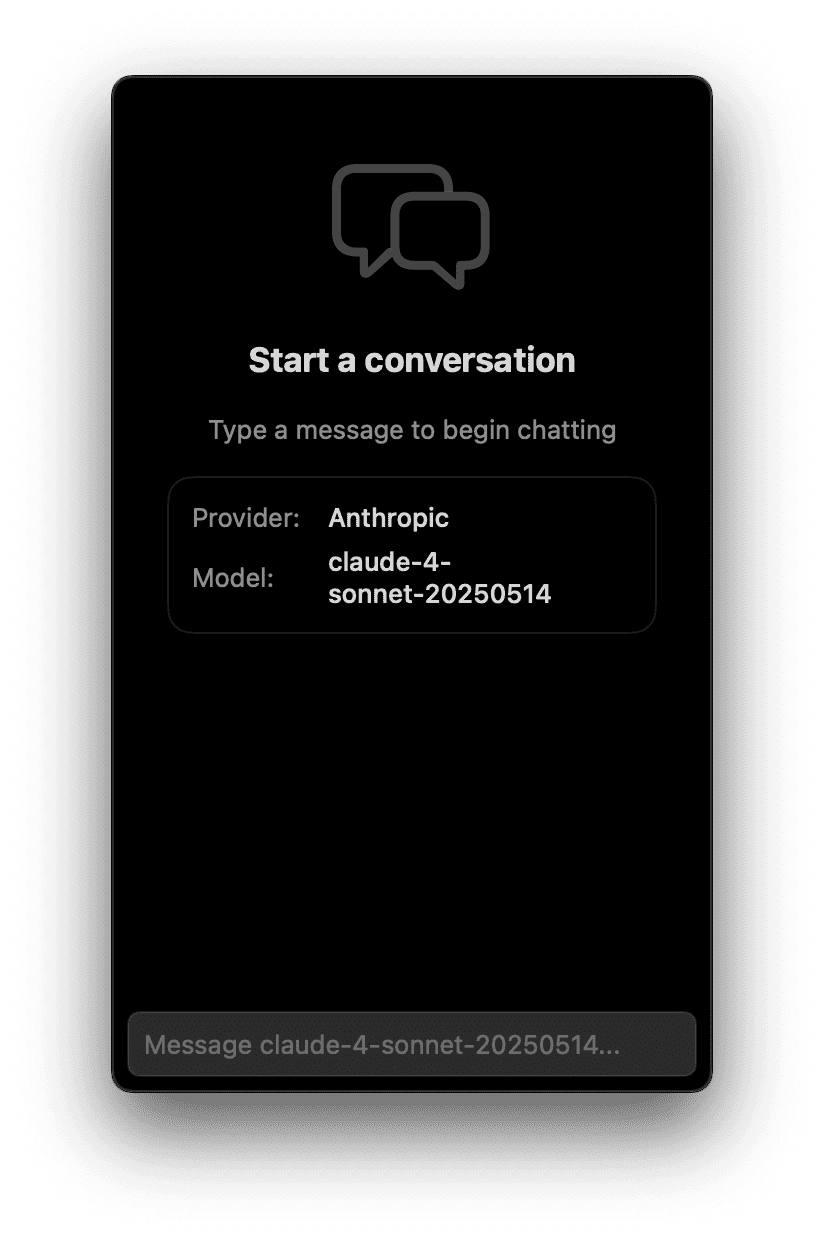 Start a conversation
Type a message to begin chatting
Provider: Anthropic
Model: claude-4-
sonnet-20250514
Message claude-4-sonnet-20250514...